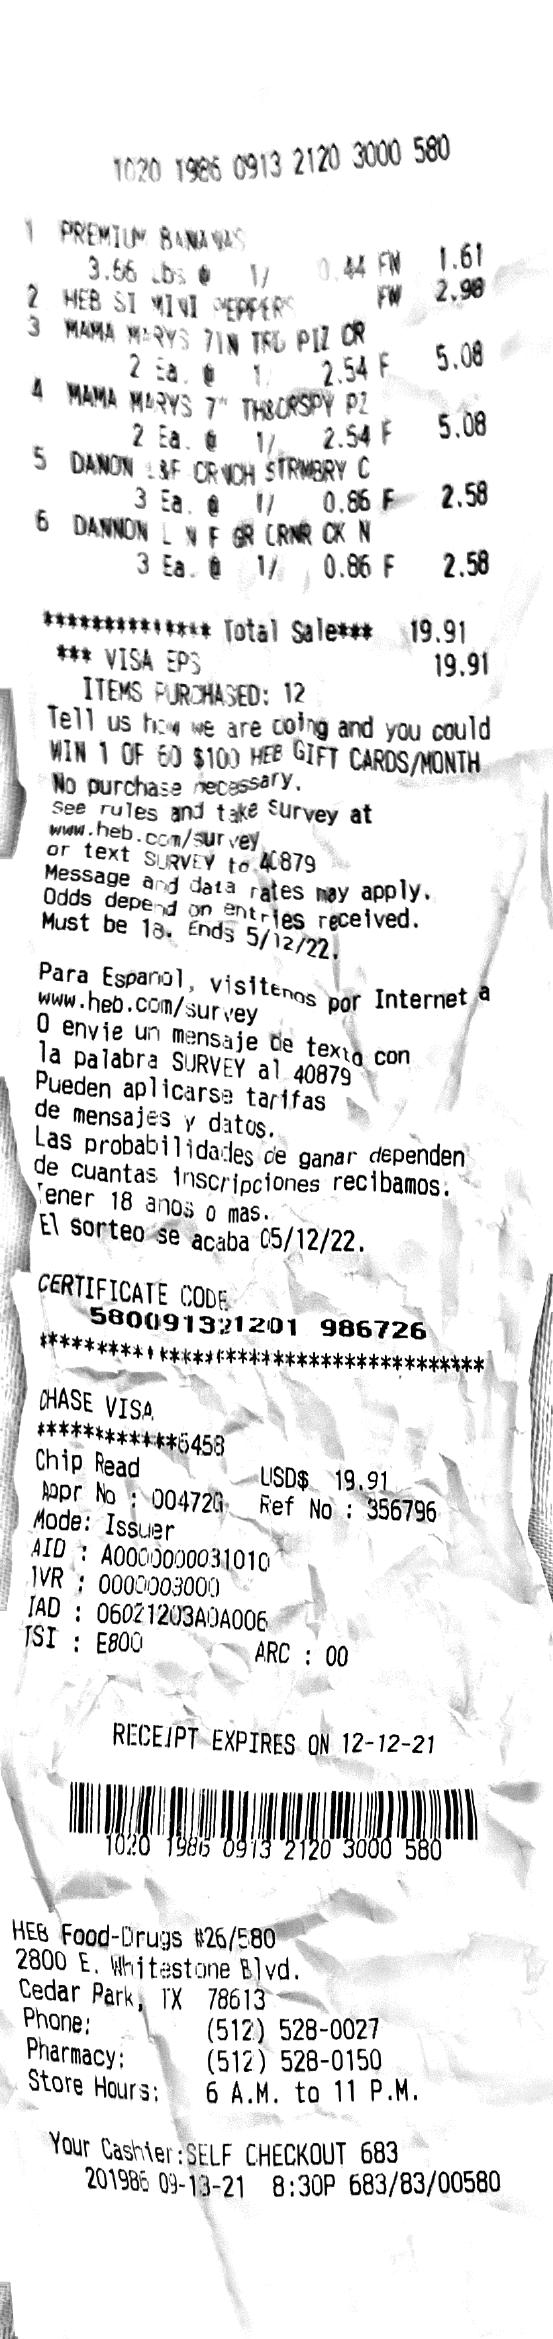 1020 1986 0913 2120 3000 580
1 PREMIUM BANANAS
3.66 Lbs @ 1/ 0.44 FW 1.61
2 HEB SI MINI PEPPERS FW 2.98
3 MAMA MARYS 7IN TRD PIZ CR
2 Ea. @ 1/ 2.54 F 5.08
4 MAMA MARYS 7" TH&CRSPY PZ
2 Ea. @ 1/ 2.54 F 5.08
5 DANON L&F CRNCH STRWBRY C
3 Ea. @ 1/ 0.86 F 2.58
6 DANNON L N F GR CRNR CK N
3 Ea. @ 1/ 0.86 F 2.58
************** Total Sale*** 19.91
*** VISA EPS 19.91
ITEMS PURCHASED: 12
Tell us how we are doing and you could
WIN 1 OF 60 $100 HEB GIFT CARDS/MONTH
No purchase necessary.
See rules and take survey at
www.heb.com/survey
or text SURVEY to 40879
Message and data rates may apply.
Odds depend on entries received.
Must be 18. Ends 5/12/22.
Para Espanol, visitenos por Internet a
www.heb.com/survey
O envie un mensaje de texto con
la palabra SURVEY al 40879
Pueden aplicarse tarifas
de mensajes y datos.
Las probabilidades de ganar dependen
de cuantas inscripciones recibamos.
Tener 18 anos o mas.
El sorteo se acaba 05/12/22.
CERTIFICATE CODE
580091321201 986726
******************************************
CHASE VISA
************6458
Chip Read USD$ 19.91
Appr No : 00472G Ref No : 356796
Mode: Issuer
AID : A0000000031010
TVR : 0000003000
IAD : 06021203A0A006
TSI : E800 ARC : 00
RECEIPT EXPIRES ON 12-12-21
1020 1986 0913 2120 3000 580
HEB Food-Drugs #26/580
2800 E. Whitestone Blvd.
Cedar Park, TX 78613
Phone: (512) 528-0027
Pharmacy: (512) 528-0150
Store Hours: 6 A.M. to 11 P.M.
Your Cashier:SELF CHECKOUT 683
201986 09-13-21 8:30P 683/83/00580